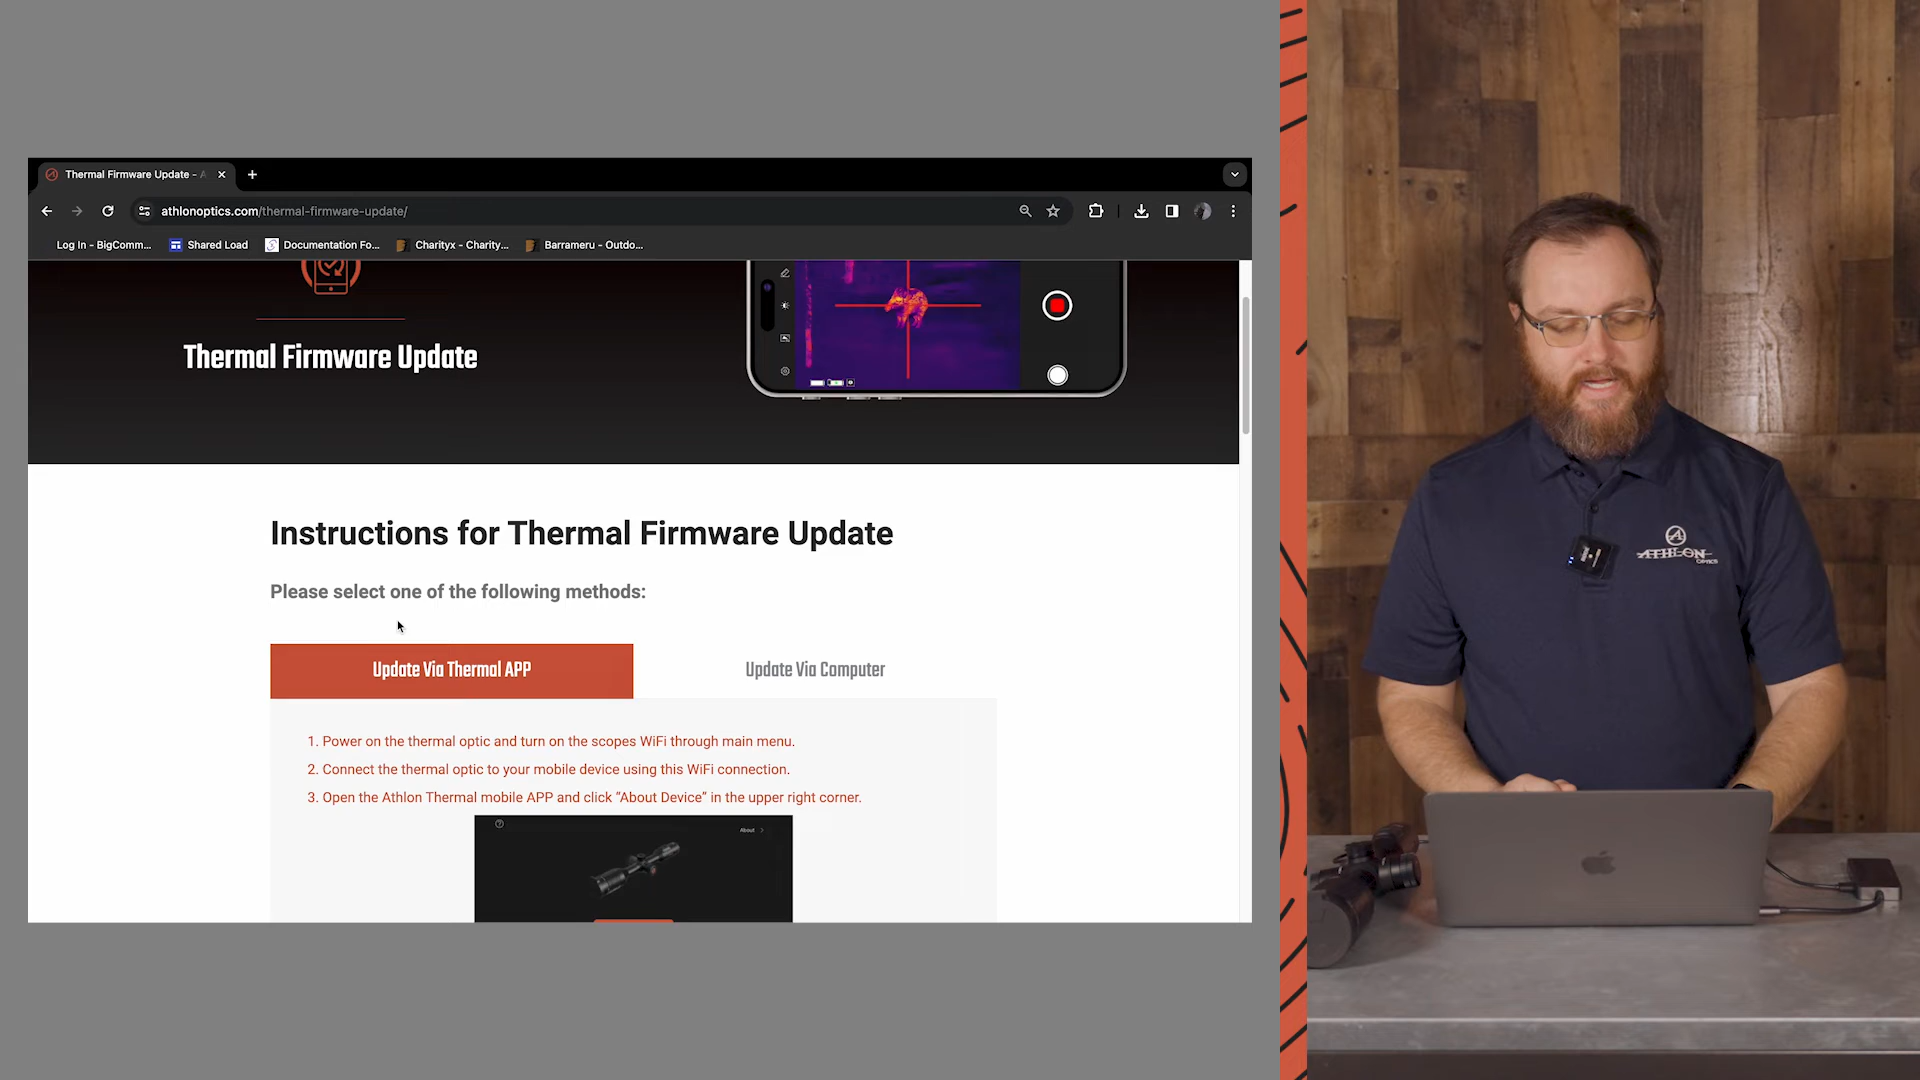 Thermal Firmware Update - A
athlonoptics.com/thermal-firmware-update/
Log In - BigComm...
Shared Load
Documentation Fo...
Charityx - Charity...
Barrameru - Outdo...
Thermal Firmware Update
Instructions for Thermal Firmware Update
Please select one of the following methods:
Update Via Thermal APP
Update Via Computer
1. Power on the thermal optic and turn on the scopes WiFi through main menu.
2. Connect the thermal optic to your mobile device using this WiFi connection.
3. Open the Athlon Thermal mobile APP and click “About Device” in the upper right corner.
About
ATHLON
OPTICS